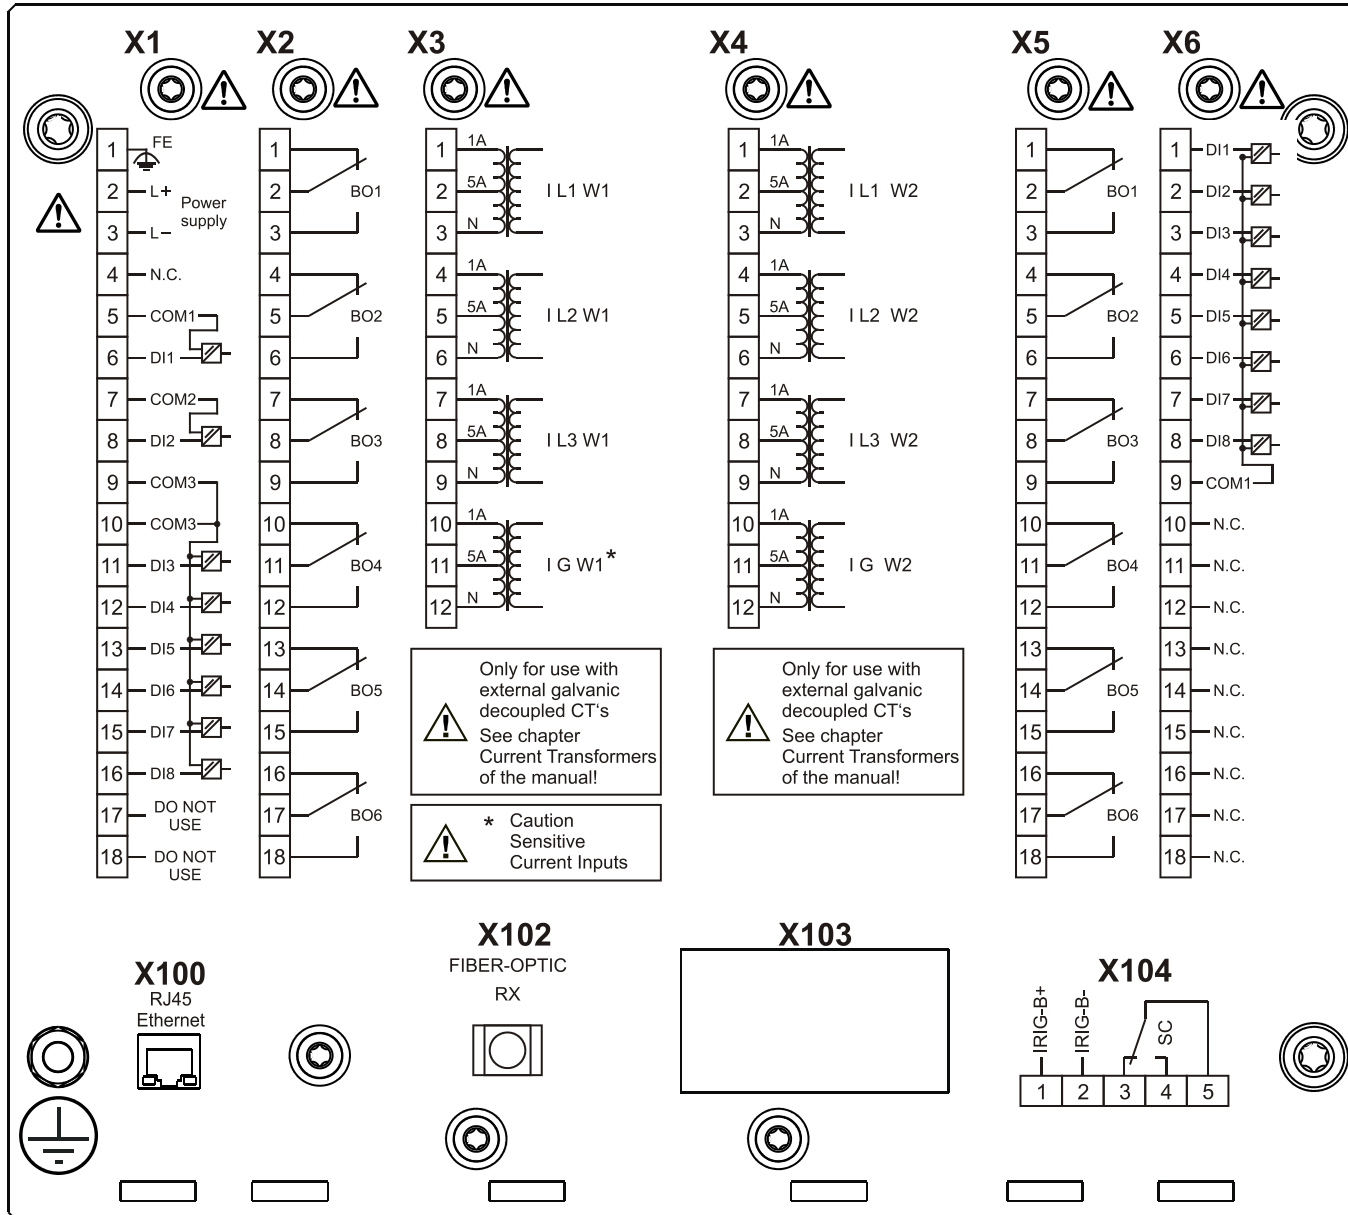 X1
X2
X3
X4
X5
X6
1 FE
2 L+
Power
supply
3 L−
4 N.C.
5 COM1
6 DI1
7 COM2
8 DI2
9 COM3
10 COM3
11 DI3
12 DI4
13 DI5
14 DI6
15 DI7
16 DI8
17 DO NOT
USE
18 DO NOT
USE
1
2 BO1
3
4
5 BO2
6
7
8 BO3
9
10
11 BO4
12
13
14 BO5
15
16
17 BO6
18
1 1A
2 5A I L1 W1
3 N
4 1A
5 5A I L2 W1
6 N
7 1A
8 5A I L3 W1
9 N
10 1A
11 5A I G W1*
12 N
Only for use with
external galvanic
decoupled CT‘s
See chapter
Current Transformers
of the manual!
* Caution
Sensitive
Current Inputs
1 1A
2 5A I L1 W2
3 N
4 1A
5 5A I L2 W2
6 N
7 1A
8 5A I L3 W2
9 N
10 1A
11 5A I G W2
12 N
Only for use with
external galvanic
decoupled CT‘s
See chapter
Current Transformers
of the manual!
1
2 BO1
3
4
5 BO2
6
7
8 BO3
9
10
11 BO4
12
13
14 BO5
15
16
17 BO6
18
1 DI1
2 DI2
3 DI3
4 DI4
5 DI5
6 DI6
7 DI7
8 DI8
9 COM1
10 N.C.
11 N.C.
12 N.C.
13 N.C.
14 N.C.
15 N.C.
16 N.C.
17 N.C.
18 N.C.
X100
RJ45
Ethernet
X102
FIBER-OPTIC
RX
X103
X104
IRIG-B+
IRIG-B-
SC
1 2 3 4 5